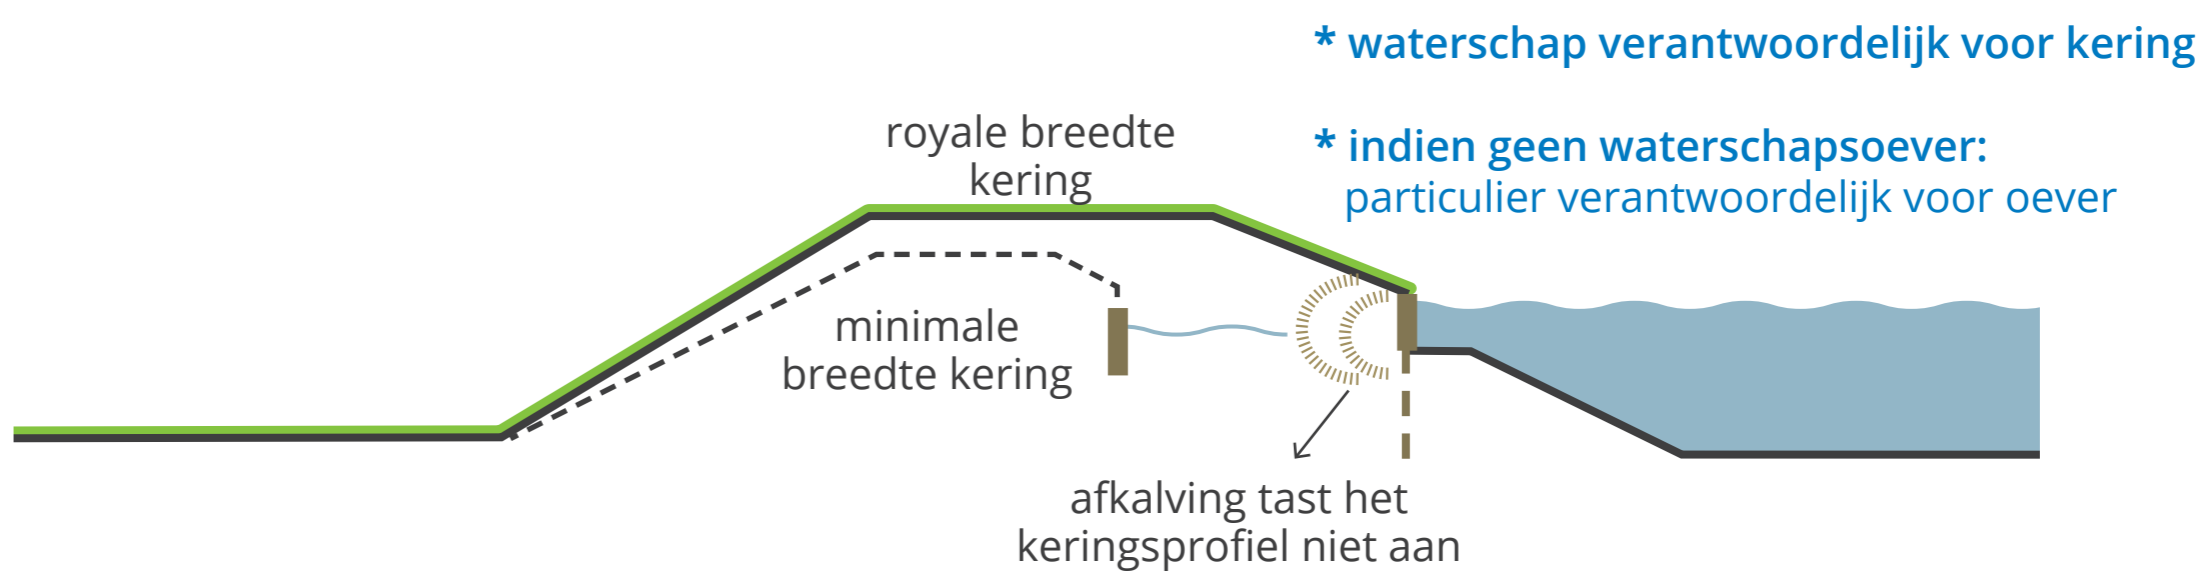 * waterschap verantwoordelijk voor kering
* indien geen waterschapsoever:
particulier verantwoordelijk voor oever
royale breedte
kering
minimale
breedte kering
afkalving tast het
keringsprofiel niet aan